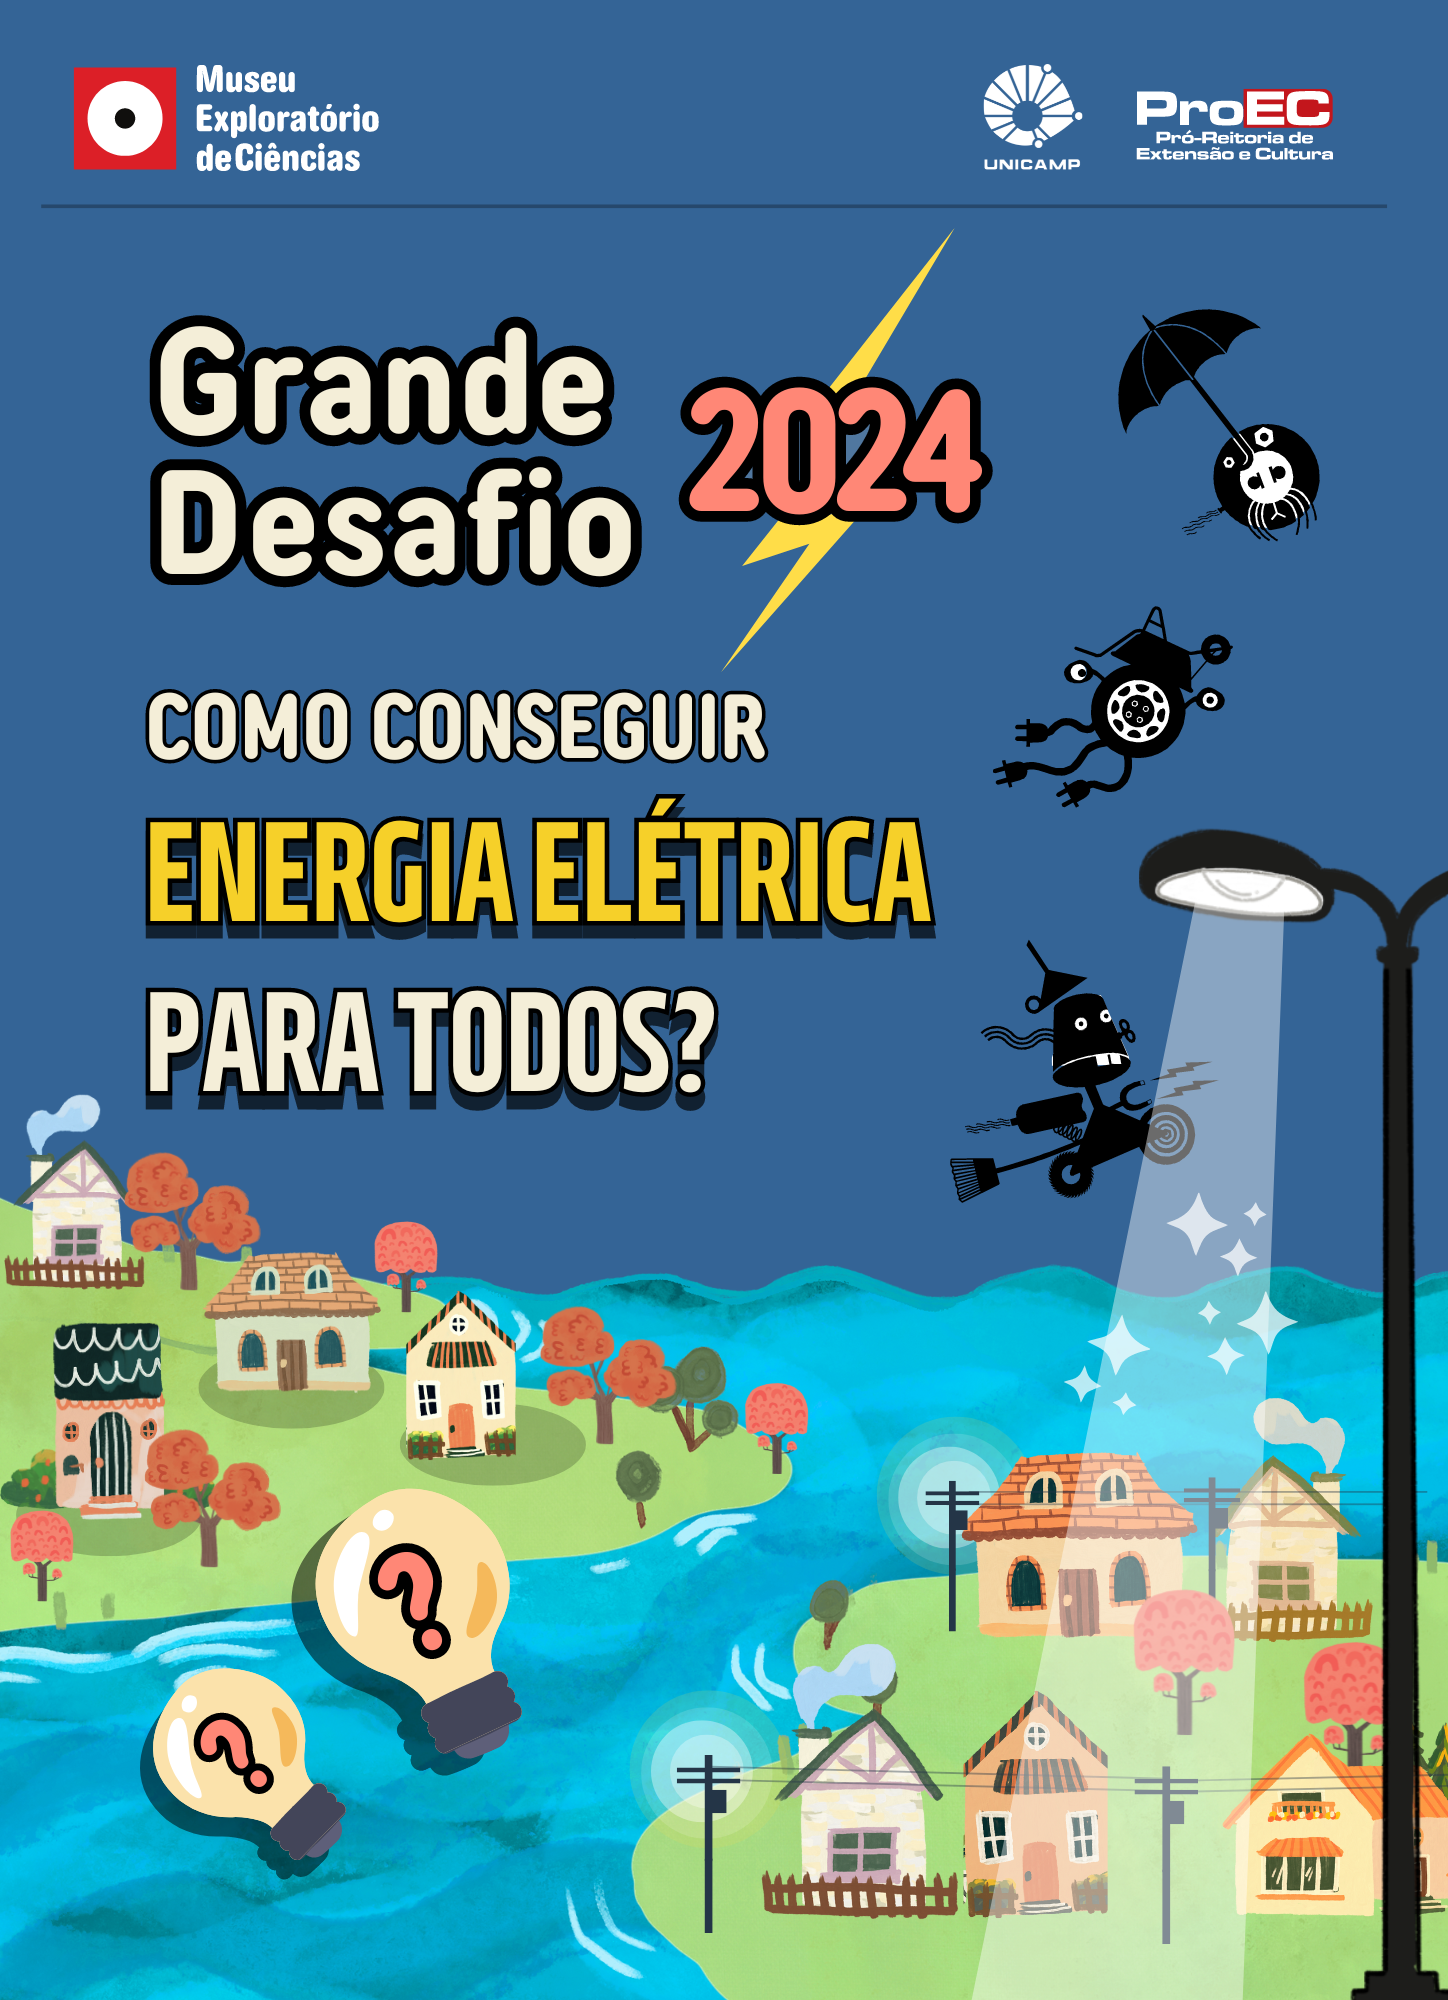 Museu
Exploratório
de Ciências
UNICAMP
ProEC
Pró-Reitoria de
Extensão e Cultura
Grande
Desafio
2024
COMO CONSEGUIR
ENERGIA ELÉTRICA
PARA TODOS?
?
?